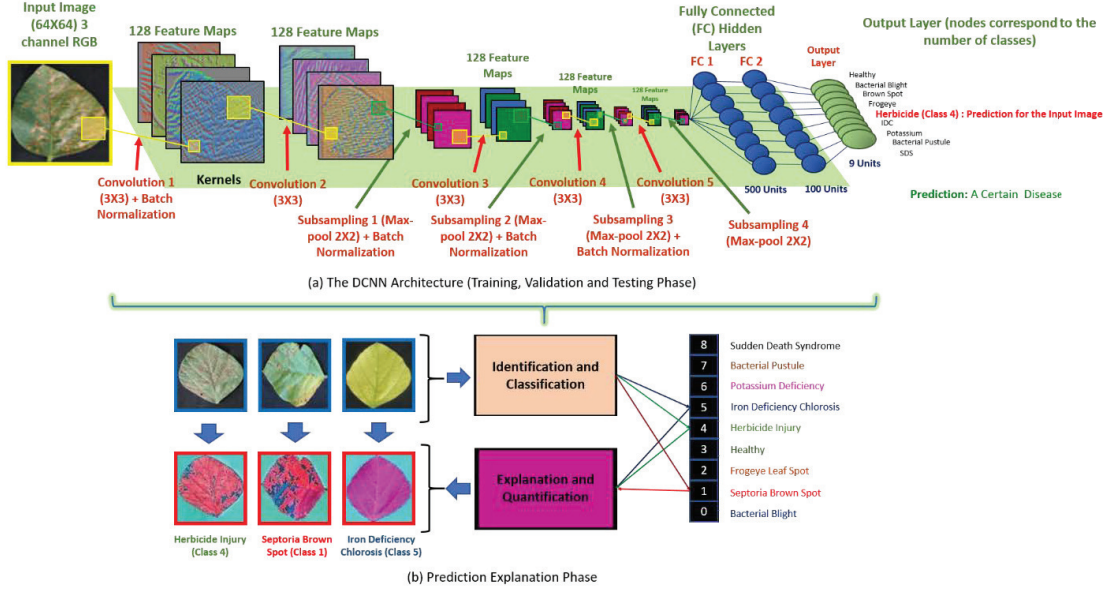 Input Image
(64X64) 3
channel RGB
128 Feature Maps
128 Feature Maps
128 Feature
Maps
128 Feature
Maps
128 Feature
Maps
Fully Connected
(FC) Hidden
Layers
FC 1
FC 2
Output
Layer
Output Layer (nodes correspond to the
number of classes)
Healthy
Bacterial Blight
Brown Spot
Frogeye
Herbicide (Class 4) : Prediction for the Input Image
IDC
Potassium
Bacterial Pustule
SDS
9 Units
500 Units
100 Units
Prediction: A Certain Disease
Kernels
Convolution 1
(3X3) + Batch
Normalization
Convolution 2
(3X3)
Subsampling 1 (Max-
pool 2X2) + Batch
Normalization
Convolution 3
(3X3)
Subsampling 2 (Max-
pool 2X2) + Batch
Normalization
Convolution 4
(3X3)
Subsampling 3
(Max-pool 2X2) +
Batch Normalization
Convolution 5
(3X3)
Subsampling 4
(Max-pool 2X2)
(a) The DCNN Architecture (Training, Validation and Testing Phase)
Identification and
Classification
Explanation and
Quantification
8 Sudden Death Syndrome
7 Bacterial Pustule
6 Potassium Deficiency
5 Iron Deficiency Chlorosis
4 Herbicide Injury
3 Healthy
2 Frogeye Leaf Spot
1 Septoria Brown Spot
0 Bacterial Blight
Herbicide Injury
(Class 4)
Septoria Brown
Spot (Class 1)
Iron Deficiency
Chlorosis (Class 5)
(b) Prediction Explanation Phase